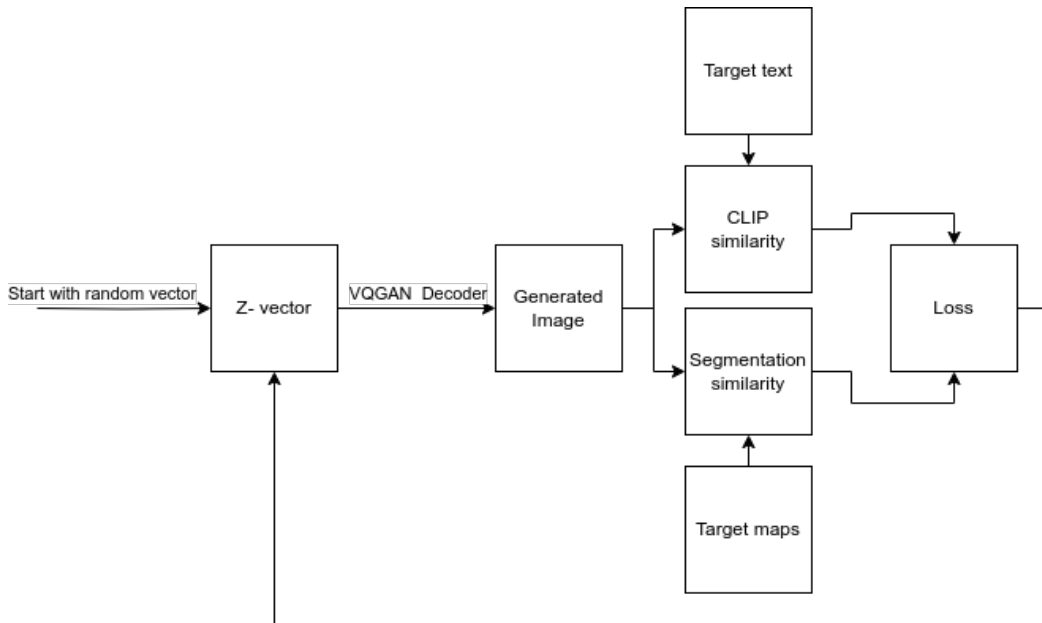 Target text
CLIP
similarity
Start with random vector
Z- vector
VQGAN  Decoder
Generated
Image
Loss
Segmentation
similarity
Target maps